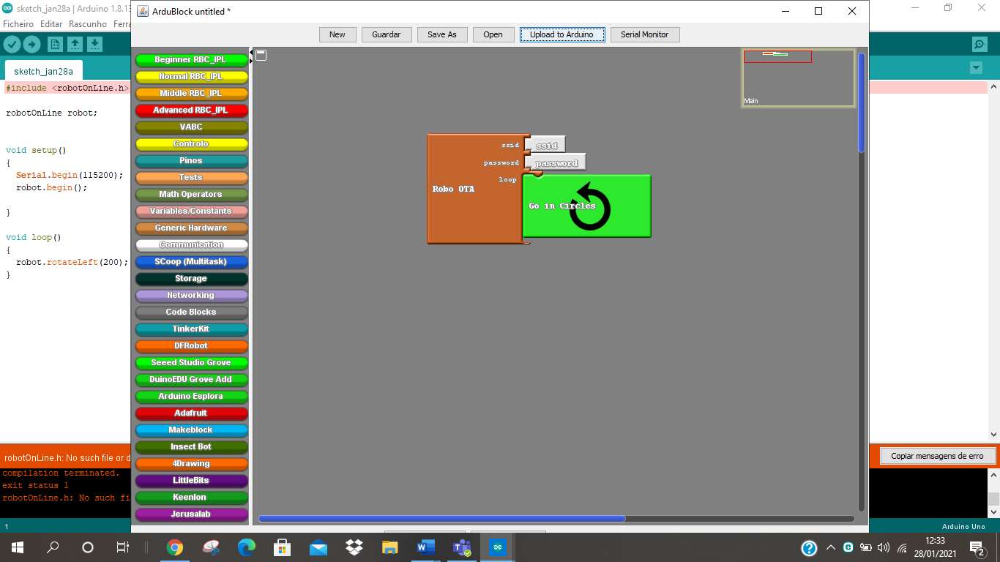 sketch_jan28a | Arduino 1.8.13
ArduBlock untitled *
Ficheiro Editar Rascunho Ferra
New Guardar Save As Open Upload to Arduino Serial Monitor
sketch_jan28a
#include <robotOnLine.h>
robotOnLine robot;
void setup()
{
Serial.begin(115200);
robot.begin();
}
void loop()
{
robot.rotateLeft(200);
}
Beginner RBC_IPL
Normal RBC_IPL
Middle RBC_IPL
Advanced RBC_IPL
VABC
Controlo
Pinos
Tests
Math Operators
Variables/Constants
Generic Hardware
Communication
SCoop (Multitask)
Storage
Networking
Code Blocks
TinkerKit
DFRobot
Seeed Studio Grove
DuinoEDU Grove Add
Arduino Esplora
Adafruit
Makeblock
Insect Bot
4Drawing
LittleBits
Keenlon
Jerusalab
Main
ssid ssid
password password
loop
Robo OTA
Go in Circles
robotOnLine.h: No such file or d
Copiar mensagens de erro
compilation terminated.
exit status 1
robotOnLine.h: No such fi
1
Arduino Uno
12:33
28/01/2021
2